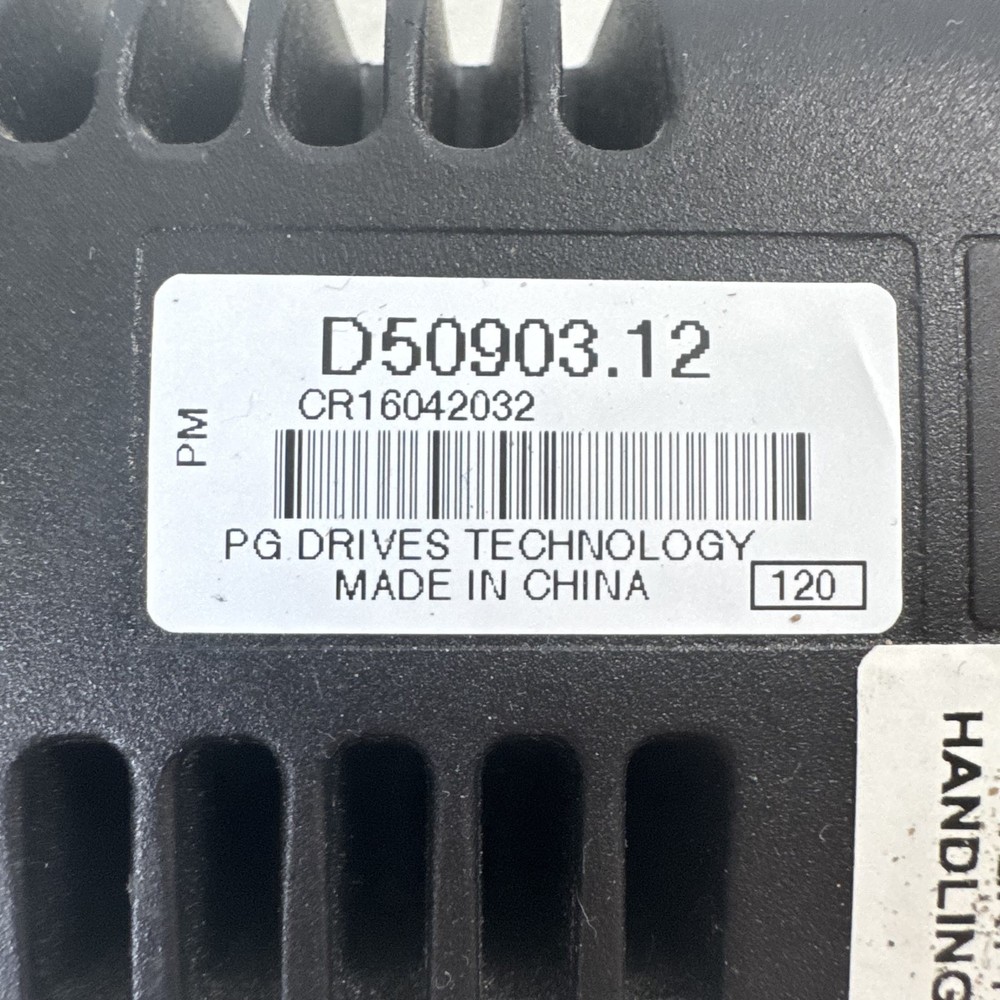 D50903.12
CR16042032
PM
PG DRIVES TECHNOLOGY
MADE IN CHINA
120
HANDLING